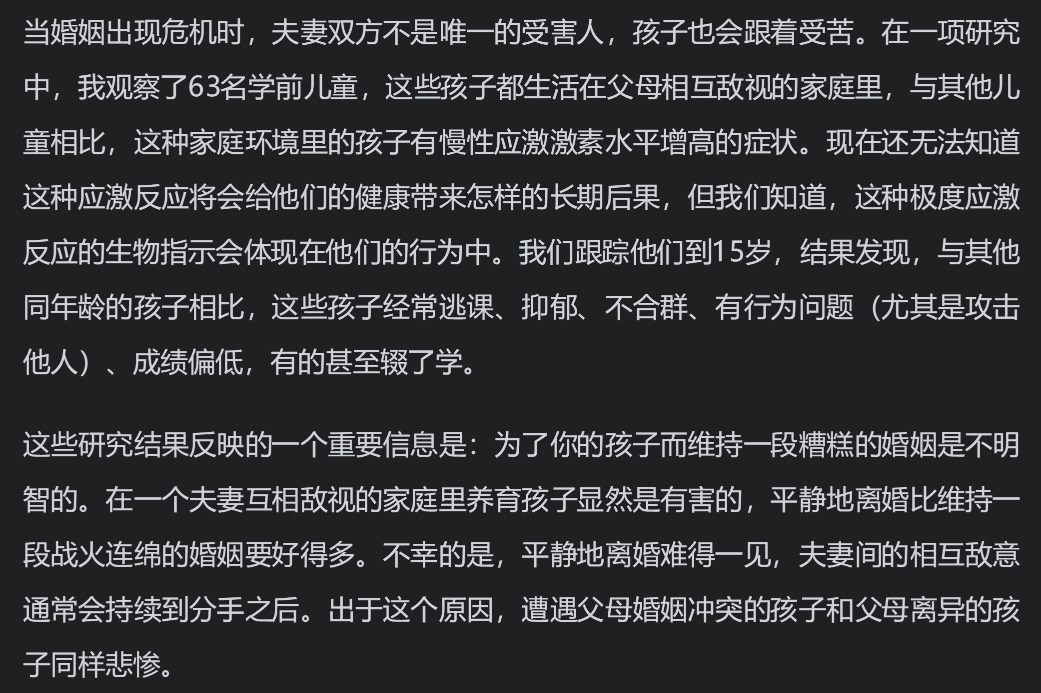 当婚姻出现危机时，夫妻双方不是唯一的受害人，孩子也会跟着受苦。在一项研究
中，我观察了63名学前儿童，这些孩子都生活在父母相互敌视的家庭里，与其他儿
童相比，这种家庭环境里的孩子有慢性应激激素水平增高的症状。现在还无法知道
这种应激反应将会给他们的健康带来怎样的长期后果，但我们知道，这种极度应激
反应的生物指示会体现在他们的行为中。我们跟踪他们到15岁，结果发现，与其他
同年龄的孩子相比，这些孩子经常逃课、抑郁、不合群、有行为问题（尤其是攻击
他人）、成绩偏低，有的甚至辍了学。
这些研究结果反映的一个重要信息是：为了你的孩子而维持一段糟糕的婚姻是不明
智的。在一个夫妻互相敌视的家庭里养育孩子显然是有害的，平静地离婚比维持一
段战火连绵的婚姻要好得多。不幸的是，平静地离婚难得一见，夫妻间的相互敌意
通常会持续到分手之后。出于这个原因，遭遇父母婚姻冲突的孩子和父母离异的孩
子同样悲惨。